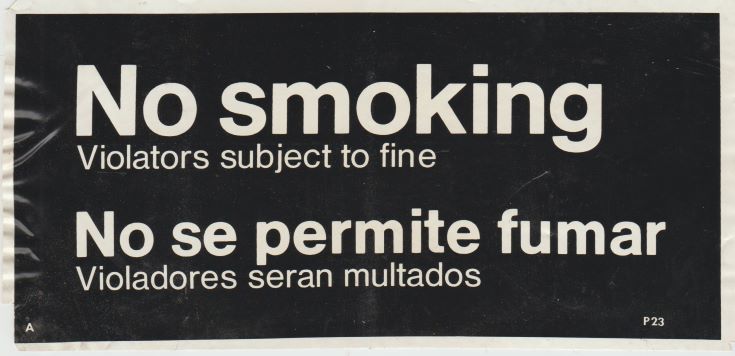 No smoking
Violators subject to fine
No se permite fumar
Violadores seran multados
A
P23